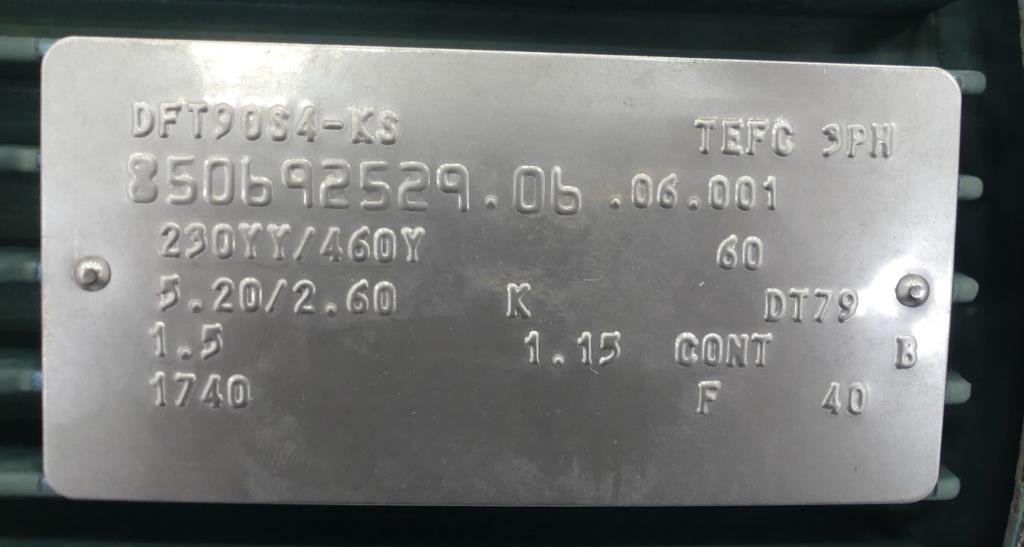 DFT90S4-KS TEFC 3PH
850692529.06.06.001
230YY/460Y 60
5.20/2.60 K DT79
1.5 1.15 CONT B
1740 F 40